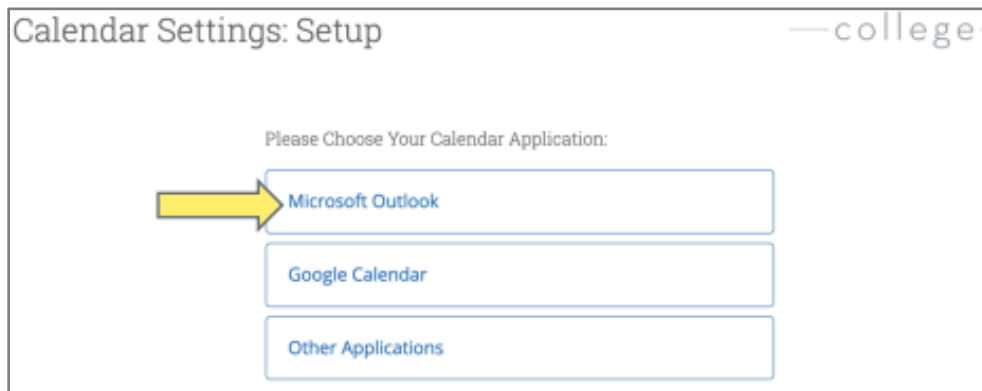 Calendar Settings: Setup
college
Please Choose Your Calendar Application:
Microsoft Outlook
Google Calendar
Other Applications